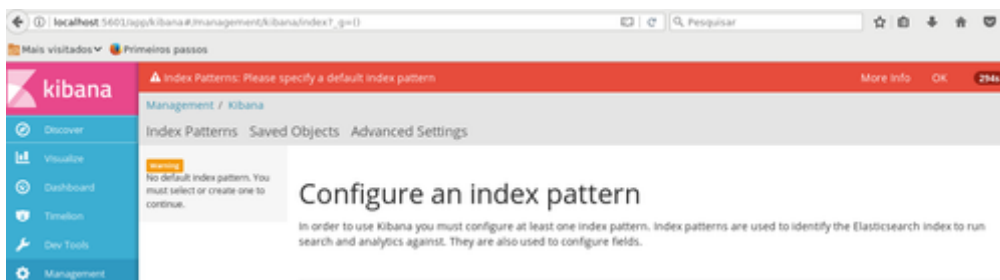 localhost:5601/app/kibana#/management/kibana/index?_g=()
Pesquisar
Mais visitados
Primeiros passos
kibana
Index Patterns: Please specify a default index pattern
More Info
OK
294s
Management / Kibana
Index Patterns
Saved Objects
Advanced Settings
Discover
Visualize
Dashboard
Timelion
Dev Tools
Management
Warning
No default index pattern. You
must select or create one to
continue.
Configure an index pattern
In order to use Kibana you must configure at least one index pattern. Index patterns are used to identify the Elasticsearch index to run
search and analytics against. They are also used to configure fields.